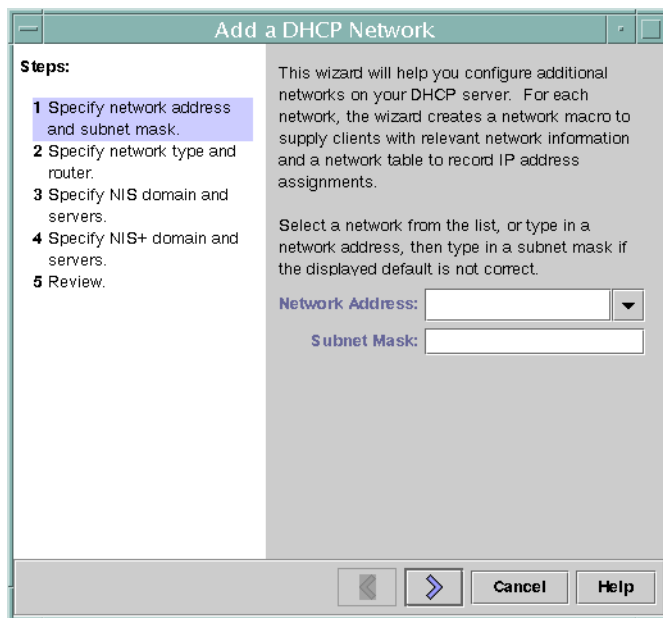 Add a DHCP Network
Steps:
1 Specify network address
and subnet mask.
2 Specify network type and
router.
3 Specify NIS domain and
servers.
4 Specify NIS+ domain and
servers.
5 Review.
This wizard will help you configure additional
networks on your DHCP server. For each
network, the wizard creates a network macro to
supply clients with relevant network information
and a network table to record IP address
assignments.
Select a network from the list, or type in a
network address, then type in a subnet mask if
the displayed default is not correct.
Network Address:
Subnet Mask:
Cancel
Help